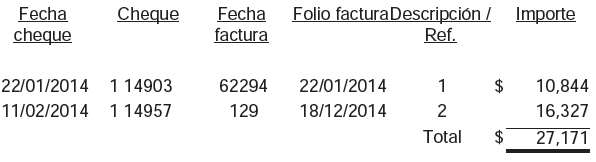 Fecha Cheque Fecha Folio factura Descripción / Importe
cheque factura Ref.
22/01/2014 1 14903 62294 22/01/2014 1 $ 10,844
11/02/2014 1 14957 129 18/12/2014 2 16,327
Total $ 27,171